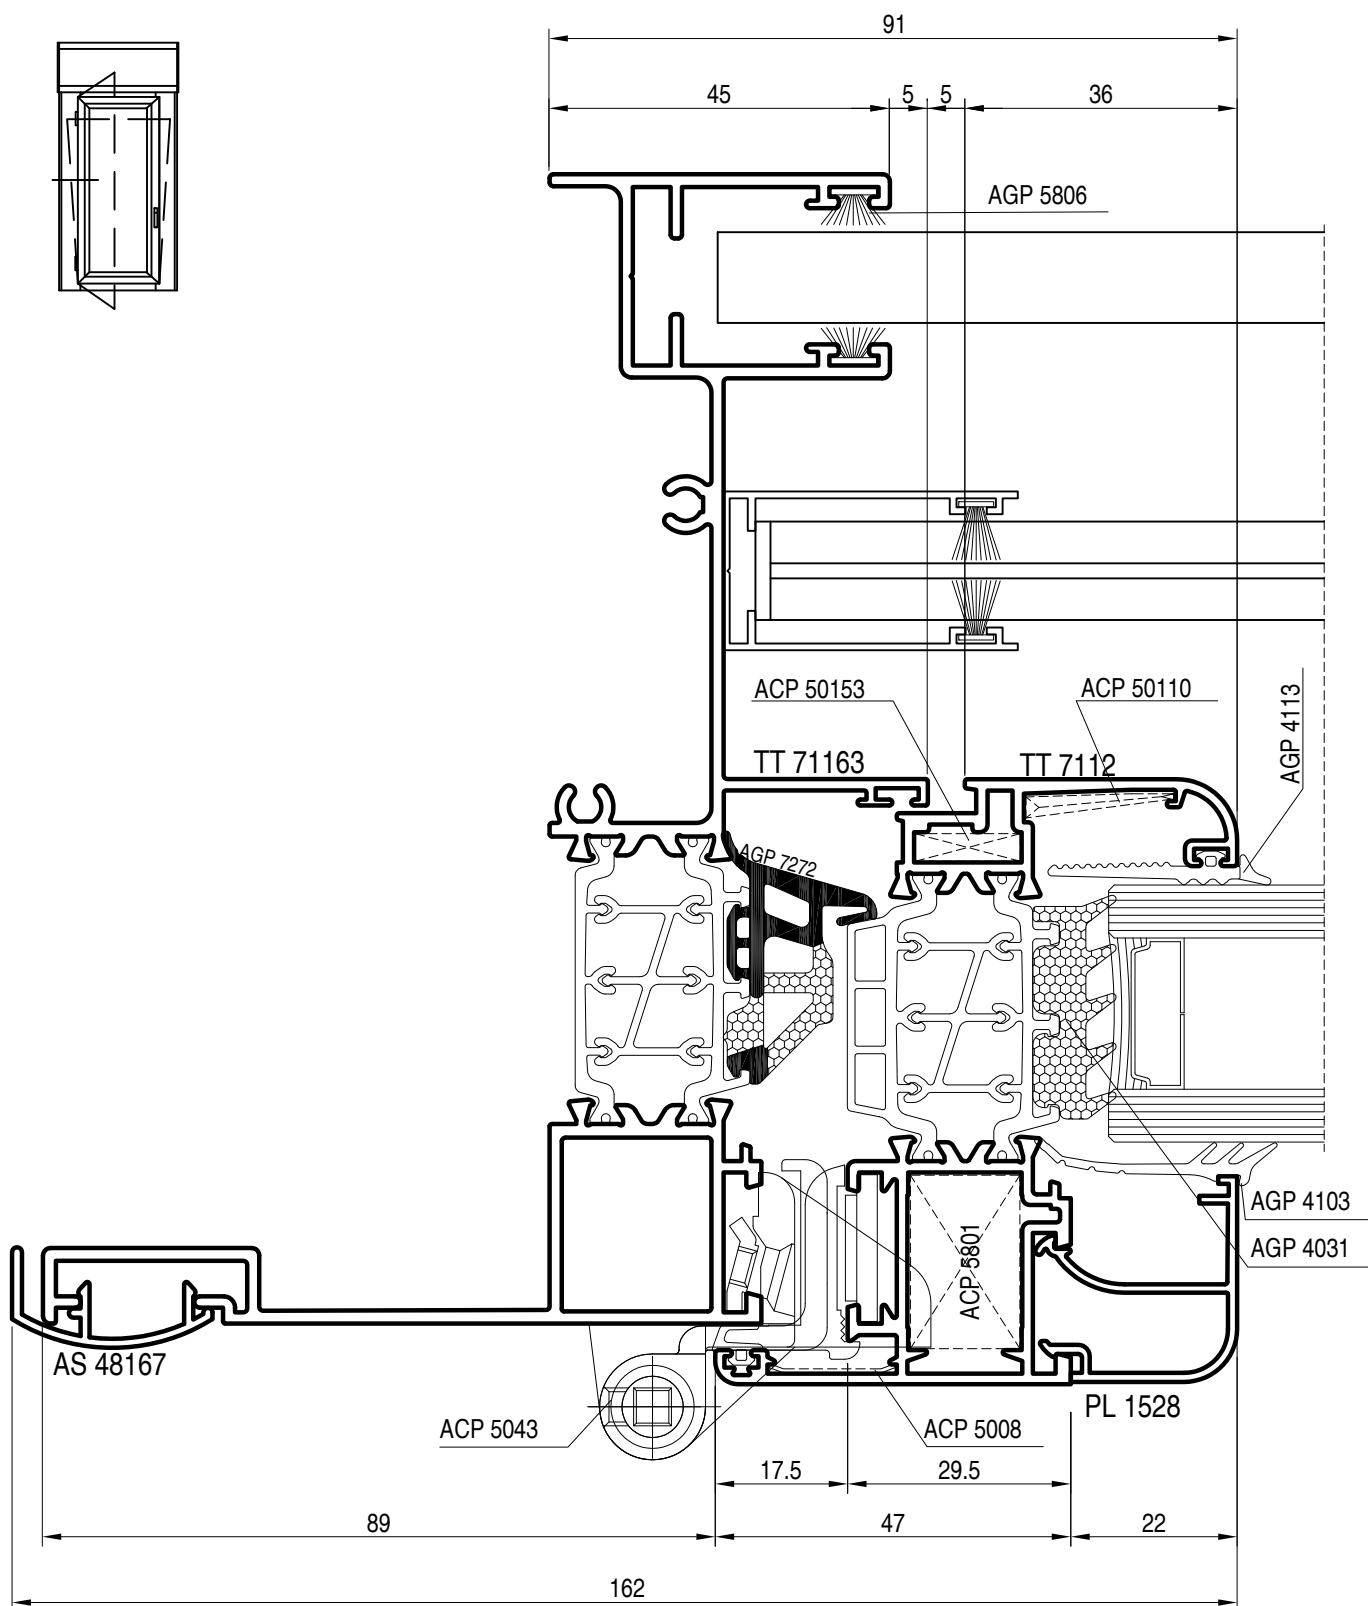 91
45
5
5
36
AGP 5806
ACP 50153
ACP 50110
AGP 4113
TT 71163
TT 7112
AGP 7272
ACP 5801
AGP 4103
AGP 4031
AS 48167
PL 1528
ACP 5043
ACP 5008
17.5
29.5
89
47
22
162